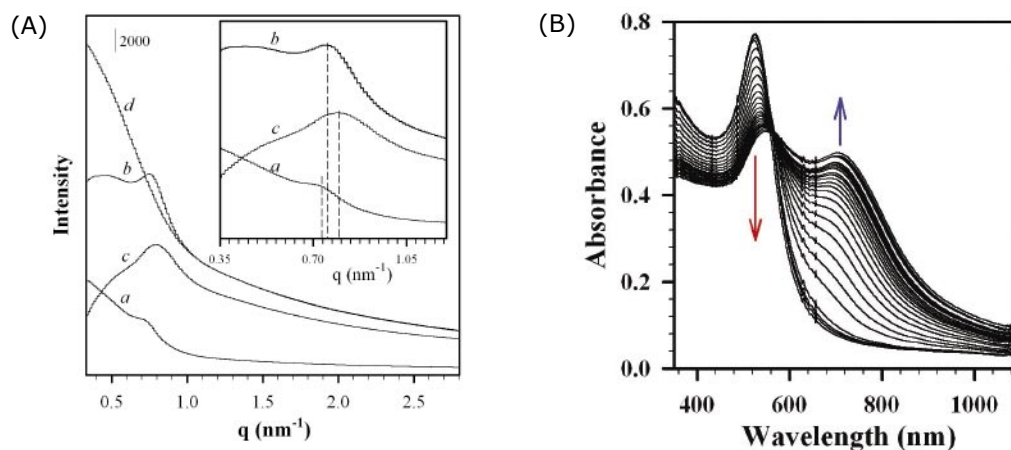 (A)
2000
d
b
c
a
Intensity
0.5
1.0
1.5
2.0
2.5
q (nm⁻¹)
b
c
a
0.35
0.70
1.05
q (nm⁻¹)
(B)
0.8
0.6
0.4
0.2
0.0
Absorbance
400
600
800
1000
Wavelength (nm)